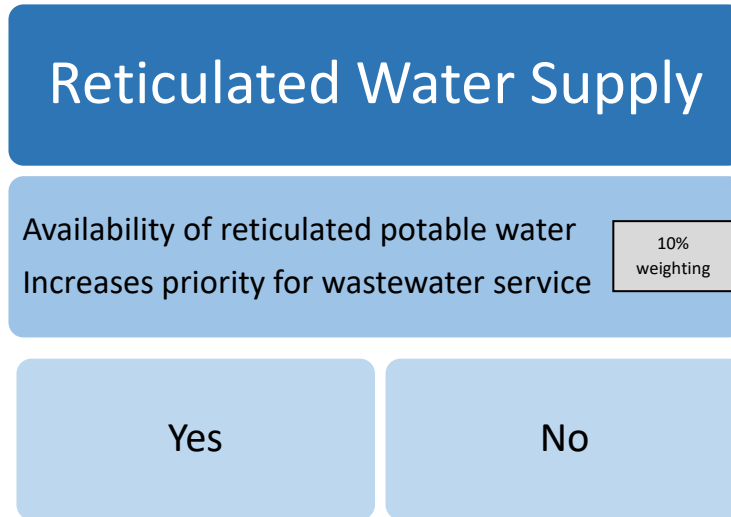 Reticulated Water Supply
Availability of reticulated potable water
Increases priority for wastewater service
10%
weighting
Yes
No